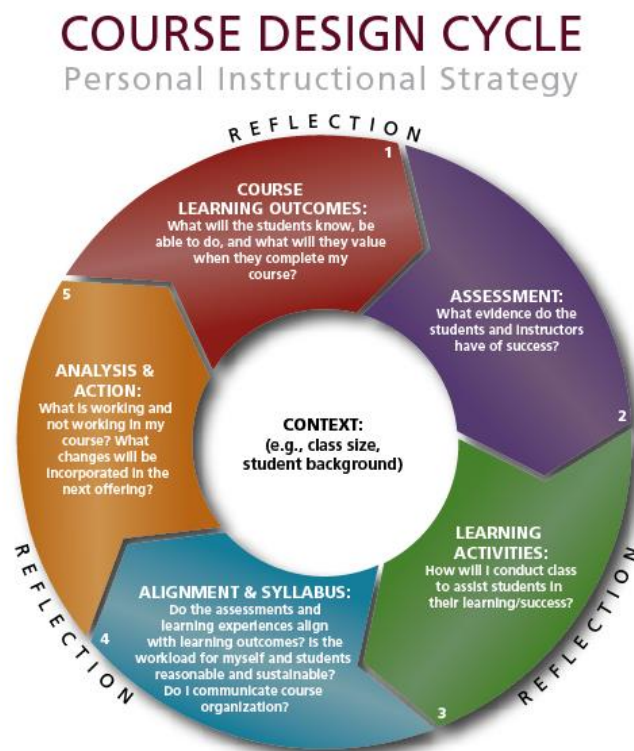 COURSE DESIGN CYCLE
Personal Instructional Strategy
REFLECTION
1
COURSE
LEARNING OUTCOMES:
What will the students know, be
able to do, and what will they value
when they complete my
course?
ASSESSMENT:
What evidence do the
students and instructors
have of success?
2
LEARNING
ACTIVITIES:
How will I conduct class
to assist students in
their learning/success?
3
REFLECTION
ALIGNMENT & SYLLABUS:
Do the assessments and
learning experiences align
with learning outcomes? Is the
workload for myself and students
reasonable and sustainable?
Do I communicate course
organization?
4
REFLECTION
5
ANALYSIS &
ACTION:
What is working and
not working in my
course? What
changes will be
incorporated in the
next offering?
CONTEXT:
(e.g., class size,
student background)